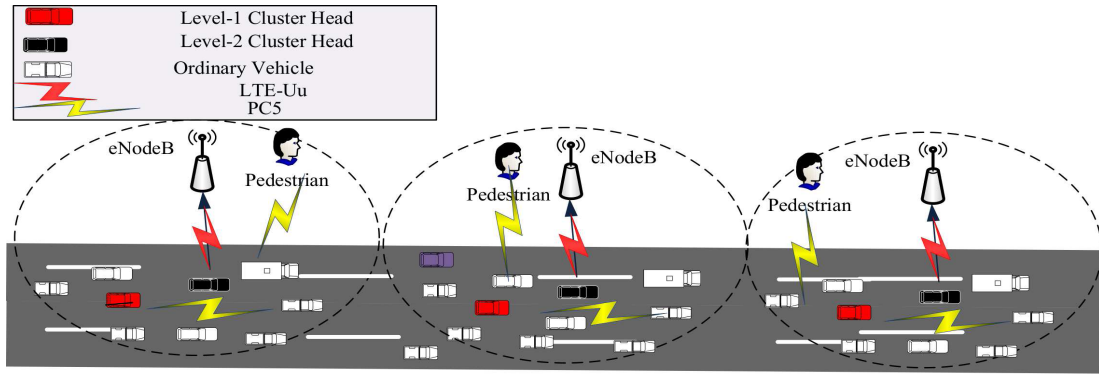 Level-1 Cluster Head
Level-2 Cluster Head
Ordinary Vehicle
LTE-Uu
PC5
eNodeB
Pedestrian
eNodeB
Pedestrian
eNodeB
Pedestrian